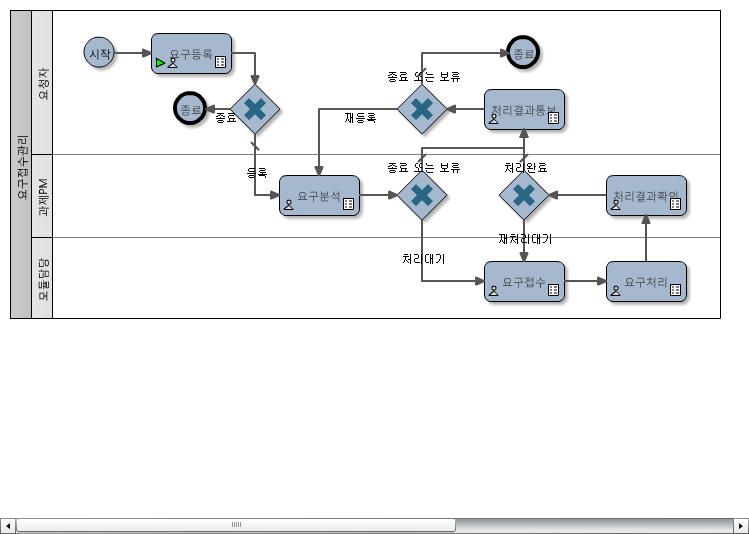 요구접수관리
요청자
시작
요구등록
종료
종료
등록
종료 또는 보류
종료
재등록
처리결과통보
과제PM
요구분석
종료 또는 보류
처리완료
처리결과확인
처리대기
재처리대기
모듈담당
요구접수
요구처리